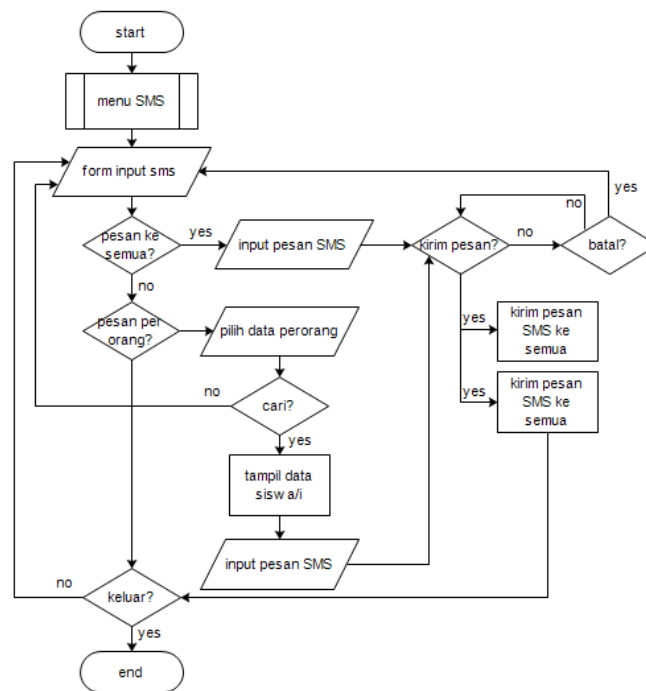 start
menu SMS
form input sms
yes
no
pesan ke
semua?
yes
input pesan SMS
kirim pesan?
no
batal?
no
pesan per
orang?
pilih data perorang
yes
kirim pesan
SMS ke
semua
no
cari?
yes
kirim pesan
SMS ke
semua
yes
tampil data
sisw a/i
input pesan SMS
no
keluar?
yes
end